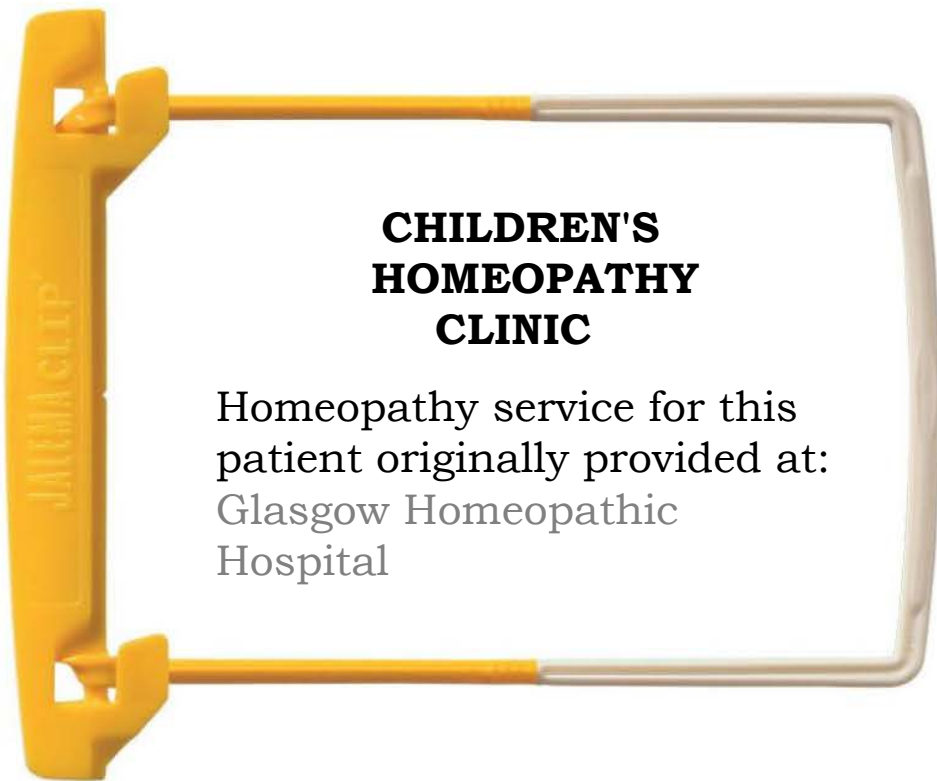 JALEMA CLIP
CHILDREN'S
HOMEOPATHY
CLINIC
Homeopathy service for this
patient originally provided at:
Glasgow Homeopathic
Hospital